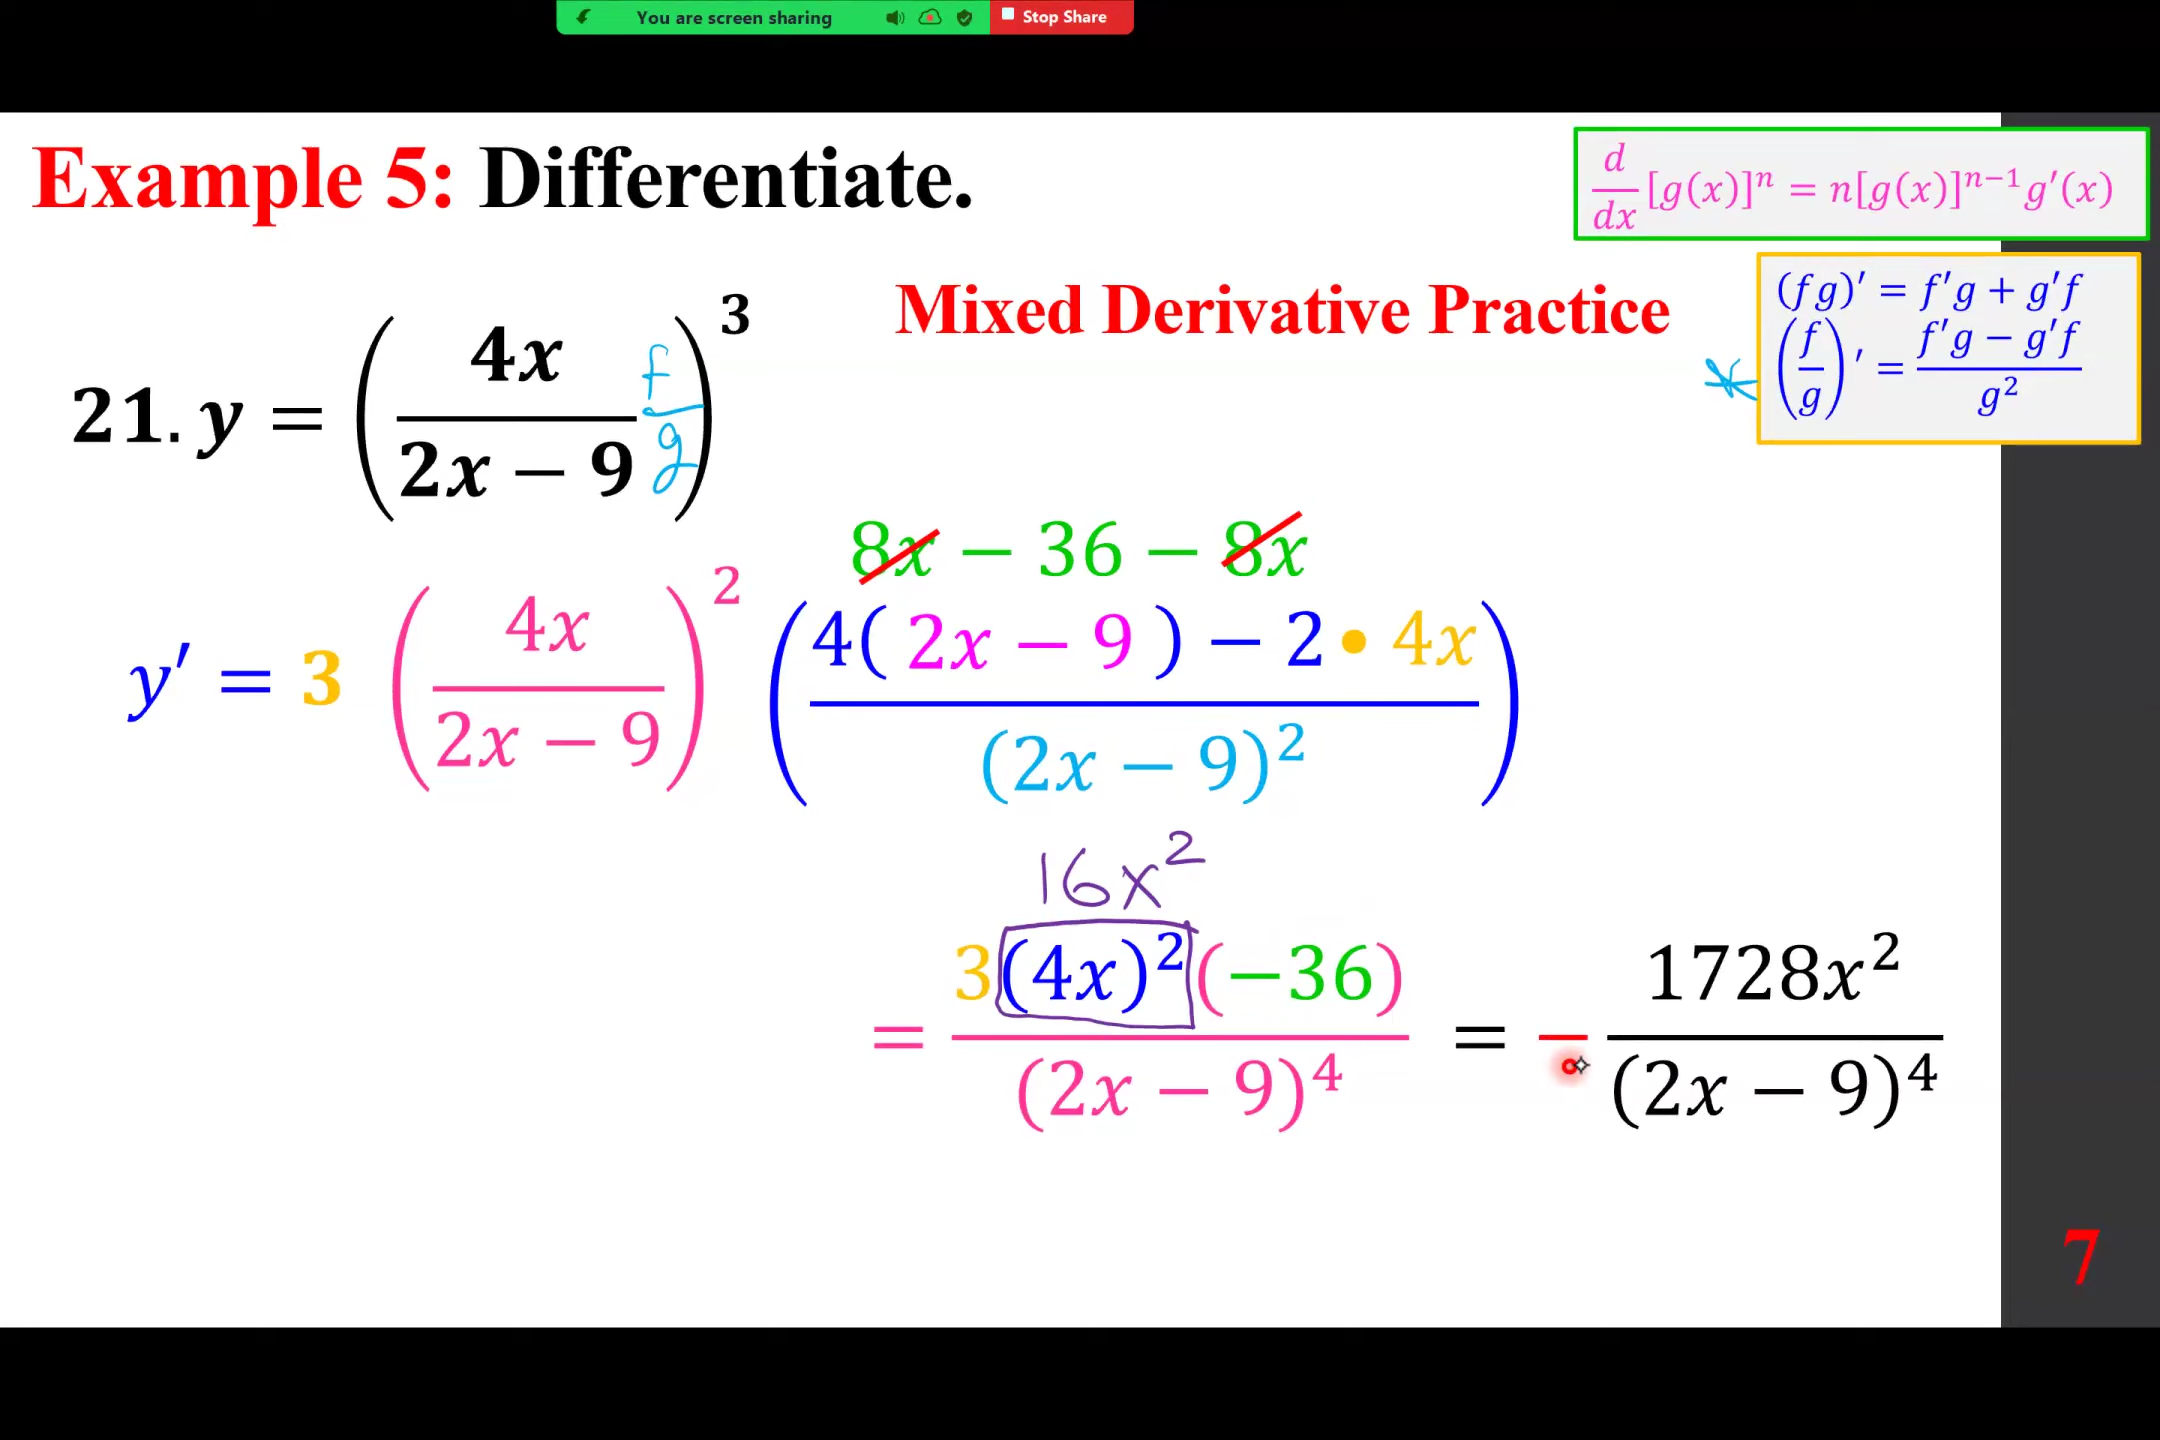 You are screen sharing Stop Share
Example 5: Differentiate.
d/dx [g(x)]ⁿ = n[g(x)]ⁿ⁻¹g′(x)
Mixed Derivative Practice
(fg)′ = f′g + g′f
(f/g)′ = (f′g − g′f)/g²
21. y = (4x/(2x − 9))³ f/g
8x − 36 − 8x
y′ = 3 (4x/(2x − 9))² ((4(2x − 9) − 2 • 4x)/(2x − 9)²)
16x²
= 3(4x)²(−36)/(2x − 9)⁴ = − 1728x²/(2x − 9)⁴
7